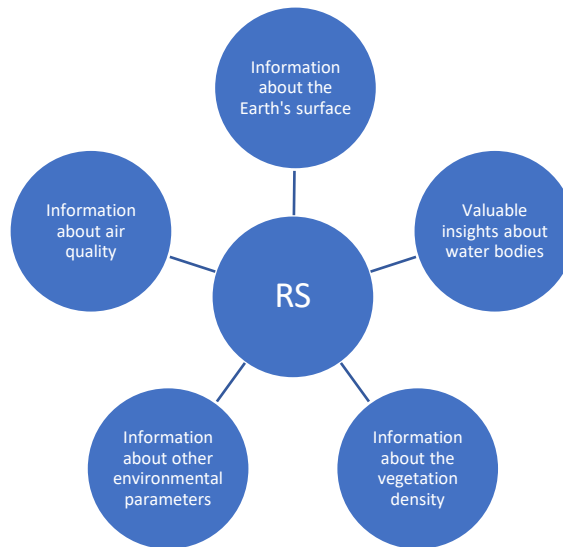 Information
about the
Earth's surface
Information
about air
quality
Valuable
insights about
water bodies
RS
Information
about other
environmental
parameters
Information
about the
vegetation
density